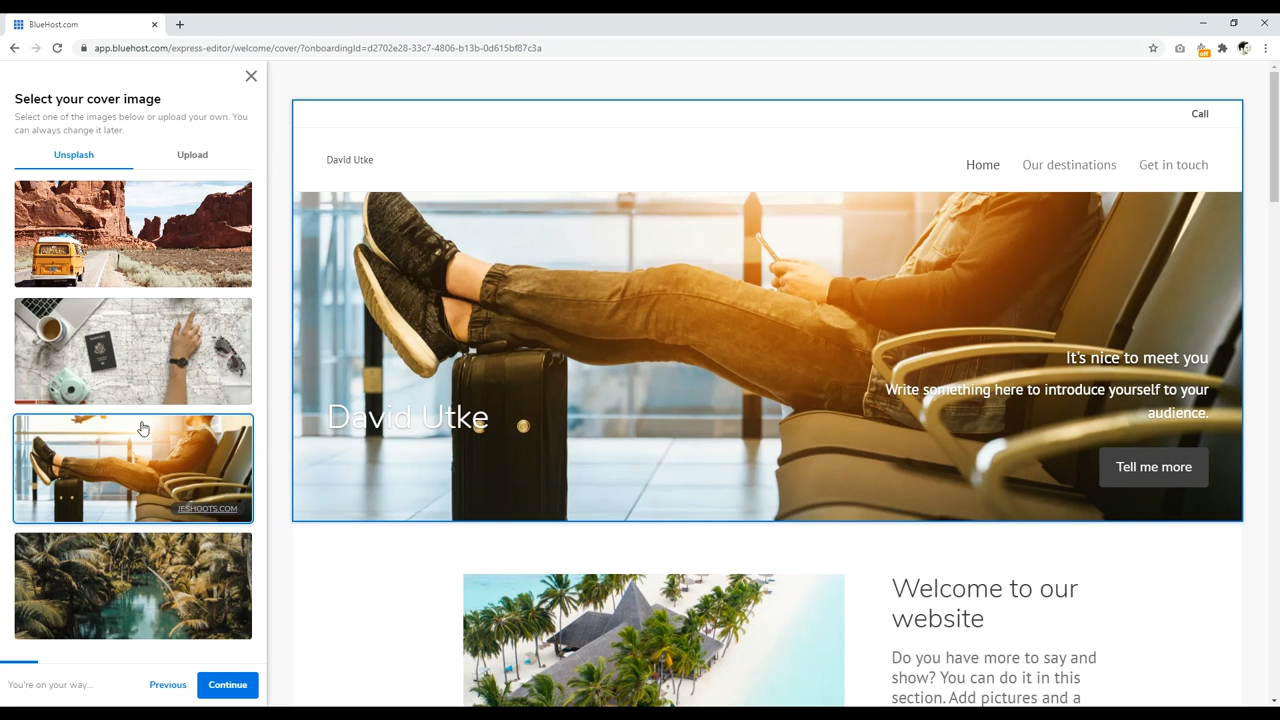 BlueHost.com
app.bluehost.com/express-editor/welcome/cover/?onboardingId=d2702e28-33c7-4806-b13b-0d615bf87c3a
off
Select your cover image
Select one of the images below or upload your own. You
can always change it later.
Unsplash
Upload
JESHOOTS.COM
You're on your way...
Previous
Continue
Call
David Utke
Home
Our destinations
Get in touch
David Utke
It's nice to meet you
Write something here to introduce yourself to your
audience.
Tell me more
Welcome to our
website
Do you have more to say and
show? You can do it in this
section. Add pictures and a